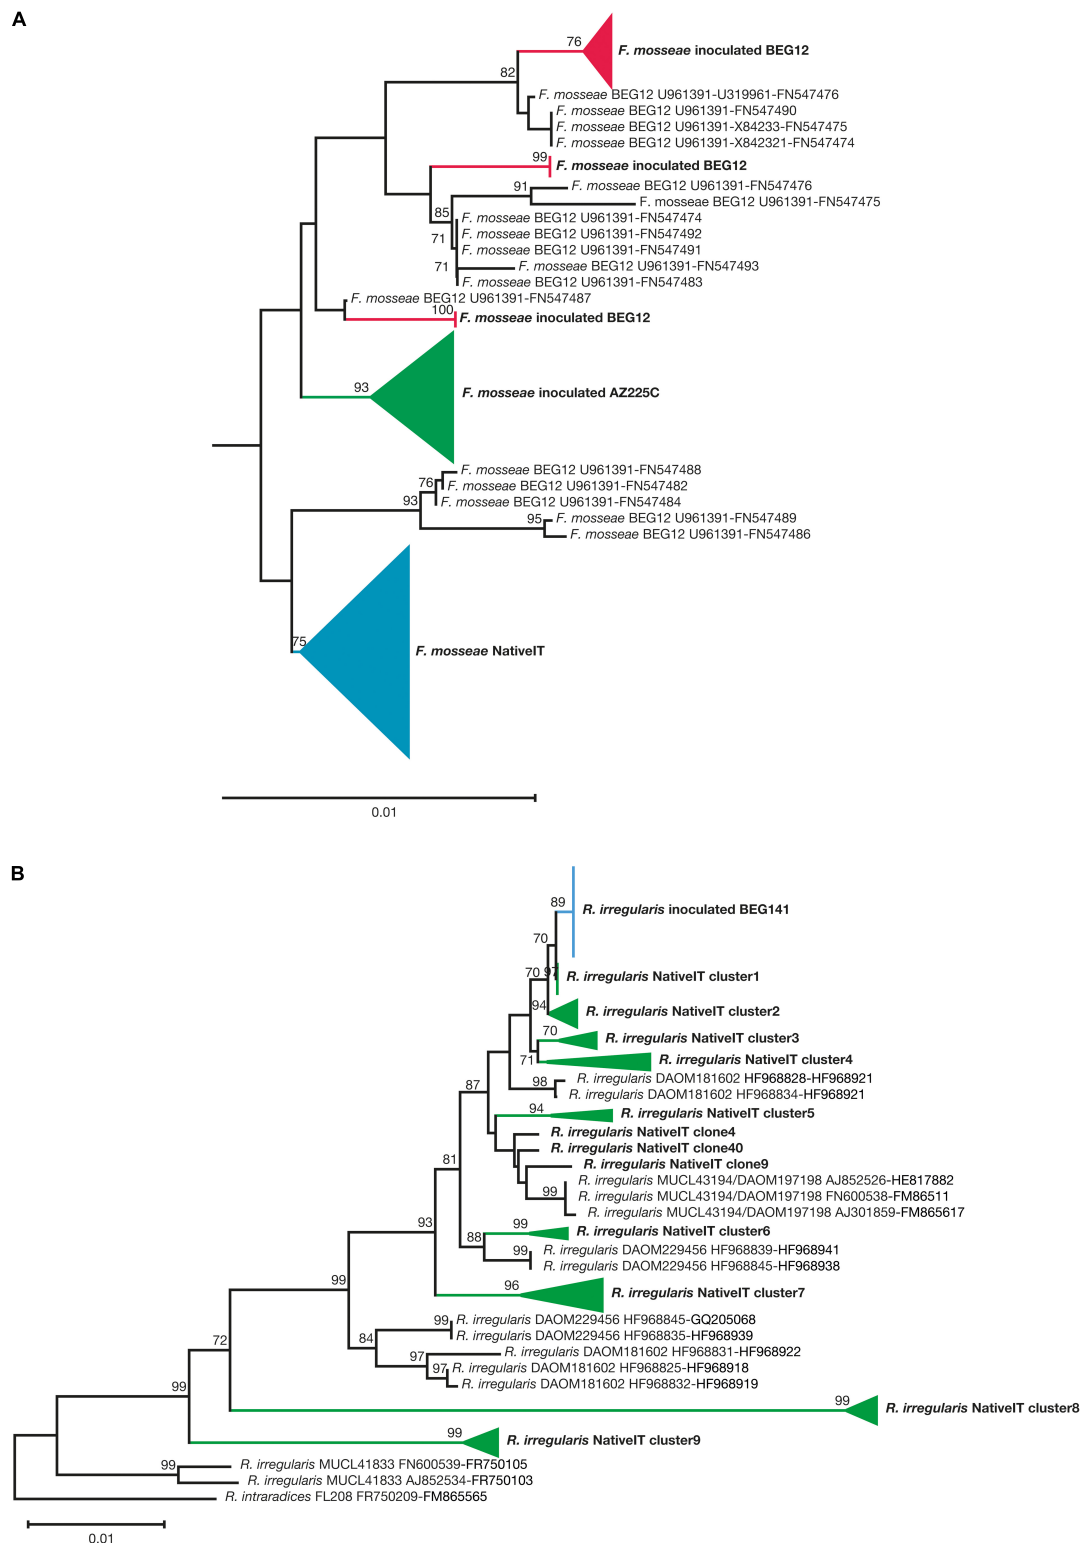 A
76
F. mosseae inoculated BEG12
82
F. mosseae BEG12 U961391-U319961-FN547476
F. mosseae BEG12 U961391-FN547490
F. mosseae BEG12 U961391-X84233-FN547475
F. mosseae BEG12 U961391-X842321-FN547474
99
F. mosseae inoculated BEG12
91
F. mosseae BEG12 U961391-FN547476
F. mosseae BEG12 U961391-FN547475
85
F. mosseae BEG12 U961391-FN547474
71
F. mosseae BEG12 U961391-FN547492
F. mosseae BEG12 U961391-FN547491
71
F. mosseae BEG12 U961391-FN547493
F. mosseae BEG12 U961391-FN547483
F. mosseae BEG12 U961391-FN547487
100
F. mosseae inoculated BEG12
93
F. mosseae inoculated AZ225C
F. mosseae BEG12 U961391-FN547488
76
F. mosseae BEG12 U961391-FN547482
93
F. mosseae BEG12 U961391-FN547484
95
F. mosseae BEG12 U961391-FN547489
F. mosseae BEG12 U961391-FN547486
75
F. mosseae NativeIT
0.01
B
89
R. irregularis inoculated BEG141
70
70 97
R. irregularis NativeIT cluster1
94
R. irregularis NativeIT cluster2
70
R. irregularis NativeIT cluster3
71
R. irregularis NativeIT cluster4
98
R. irregularis DAOM181602 HF968828-HF968921
R. irregularis DAOM181602 HF968834-HF968921
87
94
R. irregularis NativeIT cluster5
R. irregularis NativeIT clone4
R. irregularis NativeIT clone40
81
R. irregularis NativeIT clone9
R. irregularis MUCL43194/DAOM197198 AJ852526-HE817882
99
R. irregularis MUCL43194/DAOM197198 FN600538-FM86511
R. irregularis MUCL43194/DAOM197198 AJ301859-FM865617
93
99
R. irregularis NativeIT cluster6
88
99
R. irregularis DAOM229456 HF968839-HF968941
R. irregularis DAOM229456 HF968845-HF968938
99
96
R. irregularis NativeIT cluster7
99
R. irregularis DAOM229456 HF968845-GQ205068
R. irregularis DAOM229456 HF968835-HF968939
72
84
97
R. irregularis DAOM181602 HF968831-HF968922
97
R. irregularis DAOM181602 HF968825-HF968918
R. irregularis DAOM181602 HF968832-HF968919
99
99
R. irregularis NativeIT cluster8
99
R. irregularis NativeIT cluster9
99
R. irregularis MUCL41833 FN600539-FR750105
R. irregularis MUCL41833 AJ852534-FR750103
R. intraradices FL208 FR750209-FM865565
0.01